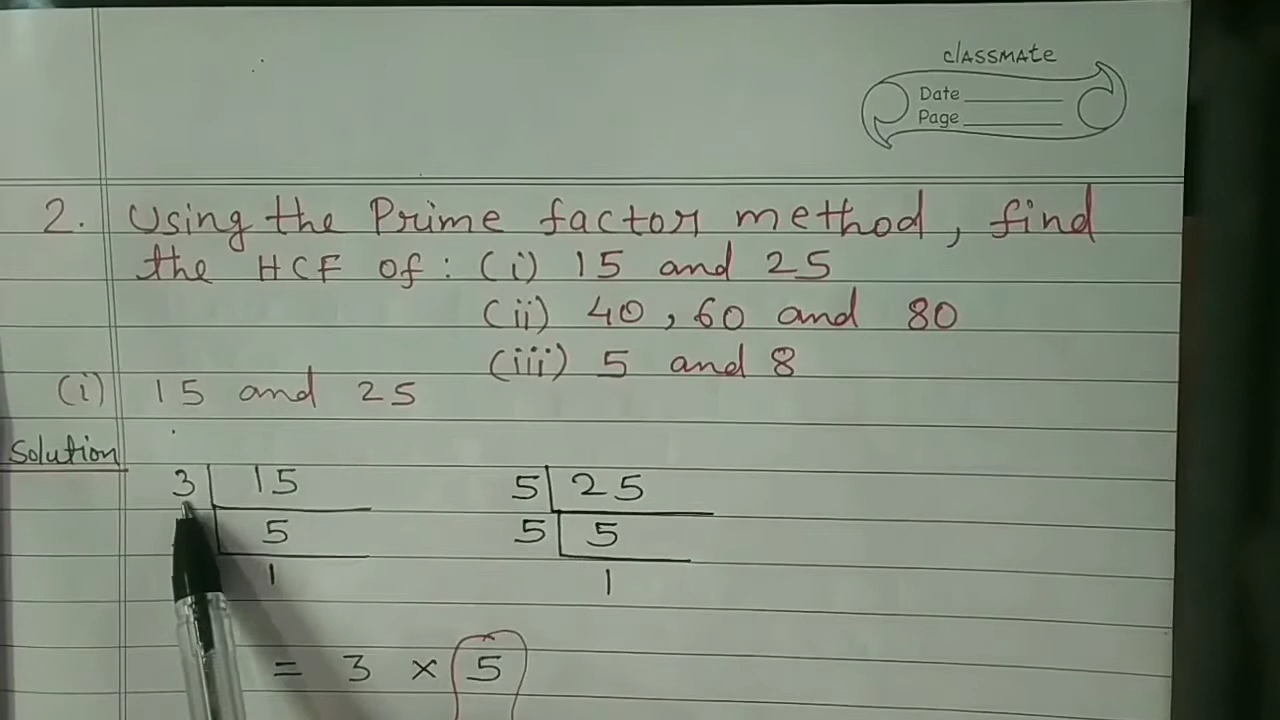 classmate
Date
Page
2. Using the Prime factor method, find
the HCF of: (i) 15 and 25
(ii) 40, 60 and 80
(iii) 5 and 8
(i) 15 and 25
Solution
3 15 5 25
5 5 5
1 1
= 3 × 5